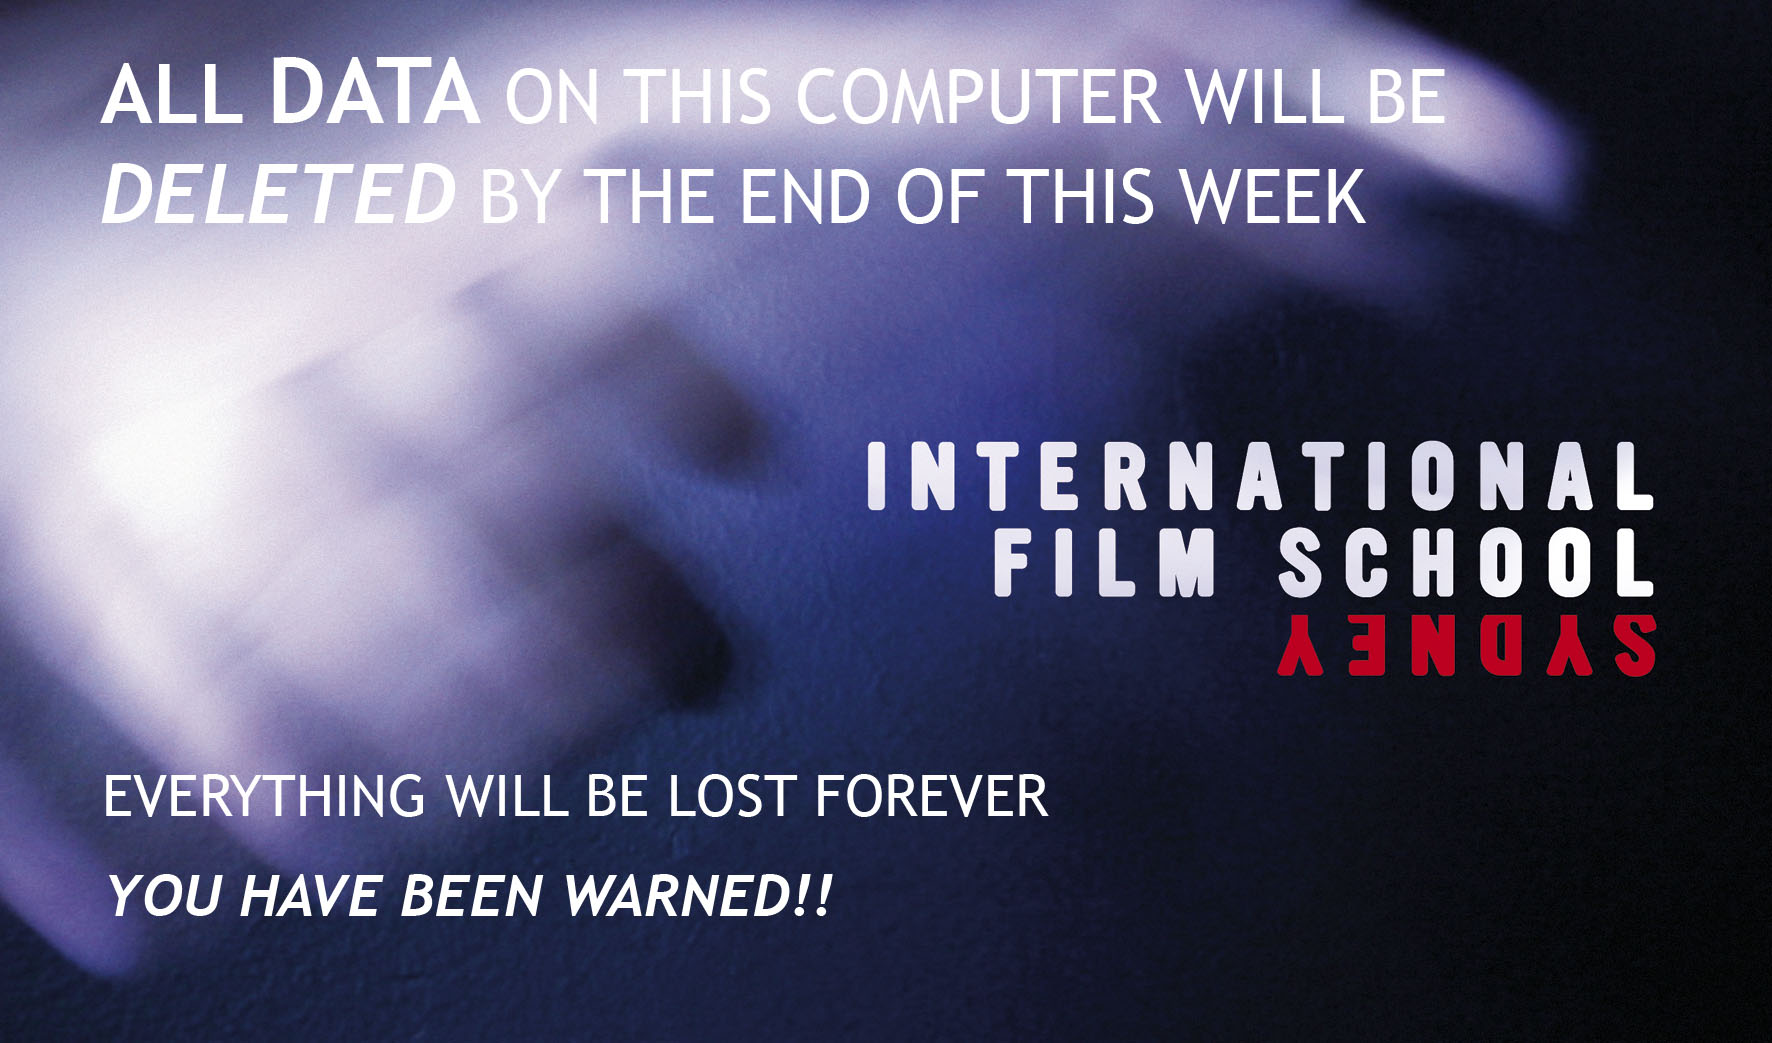 ALL DATA ON THIS COMPUTER WILL BE
DELETED BY THE END OF THIS WEEK
INTERNATIONAL
FILM SCHOOL
SYDNEY
EVERYTHING WILL BE LOST FOREVER
YOU HAVE BEEN WARNED!!